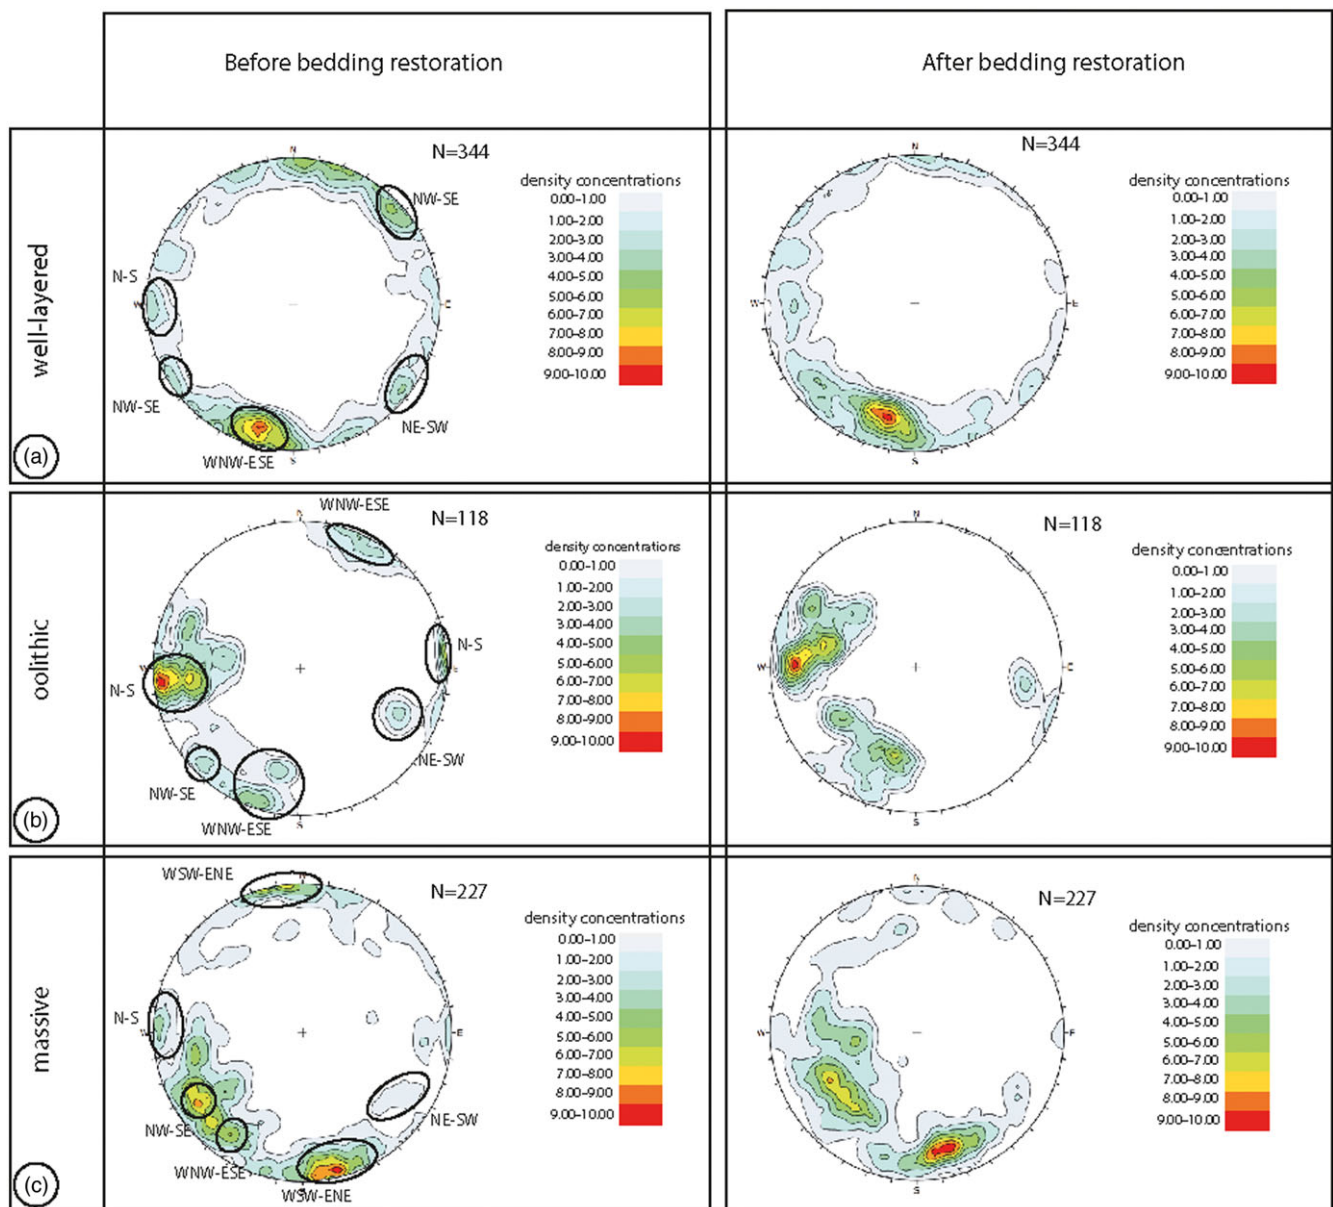 Before bedding restoration
After bedding restoration
well-layered
(a)
N=344
N
NW-SE
N-S
W
E
NW-SE
NE-SW
WNW-ESE
S
density concentrations
0.00–1.00
1.00–2.00
2.00–3.00
3.00–4.00
4.00–5.00
5.00–6.00
6.00–7.00
7.00–8.00
8.00–9.00
9.00–10.00
N=344
N
W
E
S
density concentrations
0.00–1.00
1.00–2.00
2.00–3.00
3.00–4.00
4.00–5.00
5.00–6.00
6.00–7.00
7.00–8.00
8.00–9.00
9.00–10.00
oolithic
(b)
WNW-ESE
N=118
N-S
W
N-S
NE-SW
NW-SE
WNW-ESE
S
density concentrations
0.00–1.00
1.00–2.00
2.00–3.00
3.00–4.00
4.00–5.00
5.00–6.00
6.00–7.00
7.00–8.00
8.00–9.00
9.00–10.00
N=118
N
W
E
S
density concentrations
0.00–1.00
1.00–2.00
2.00–3.00
3.00–4.00
4.00–5.00
5.00–6.00
6.00–7.00
7.00–8.00
8.00–9.00
9.00–10.00
massive
(c)
WSW-ENE
N=227
N-S
W
E
NW-SE
NE-SW
WNW-ESE
WSW-ENE
S
density concentrations
0.00–1.00
1.00–2.00
2.00–3.00
3.00–4.00
4.00–5.00
5.00–6.00
6.00–7.00
7.00–8.00
8.00–9.00
9.00–10.00
N=227
N
W
E
S
density concentrations
0.00–1.00
1.00–2.00
2.00–3.00
3.00–4.00
4.00–5.00
5.00–6.00
6.00–7.00
7.00–8.00
8.00–9.00
9.00–10.00